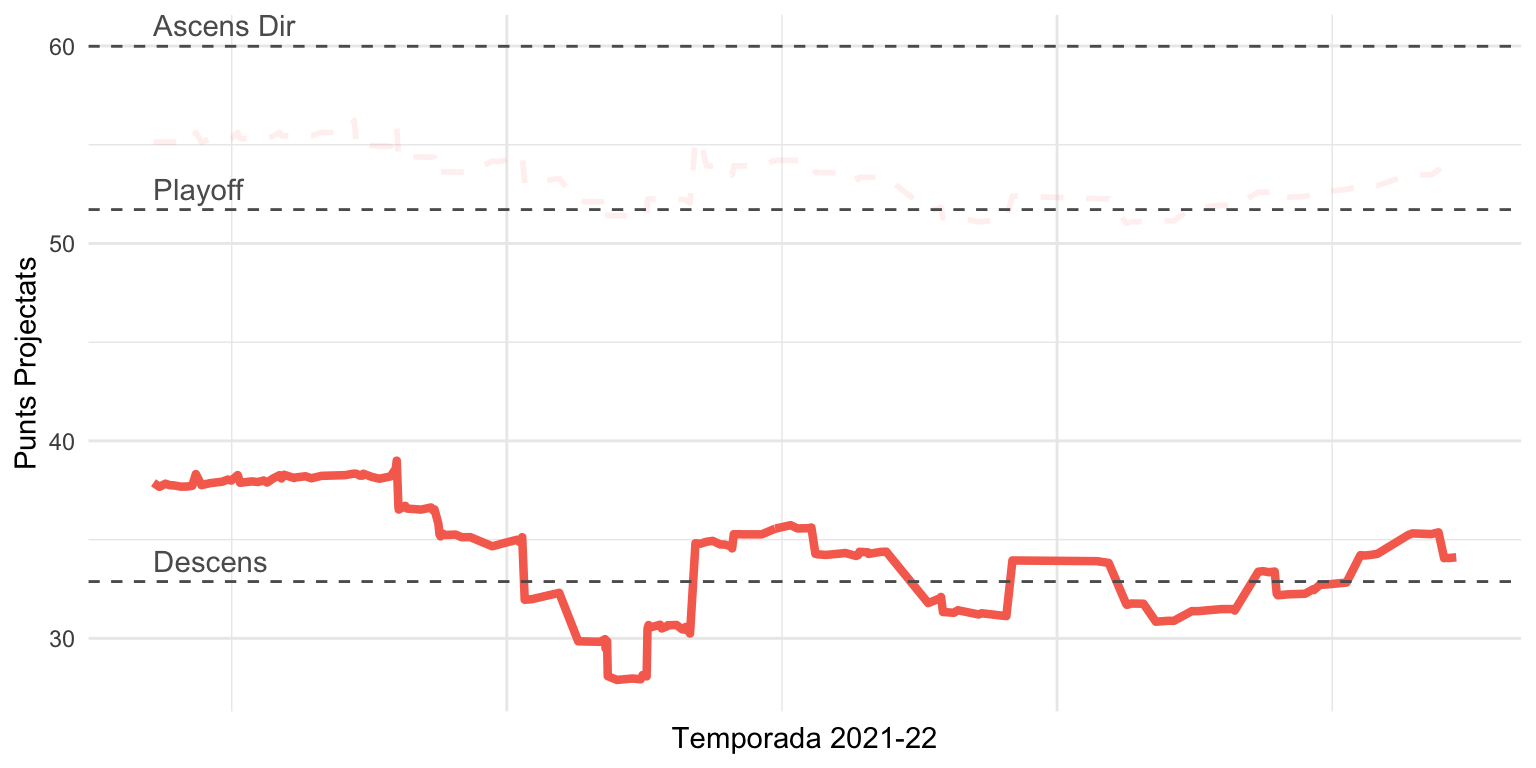 Ascens Dir
60
Playoff
50
40
Descens
30
Punts Projectats
Temporada 2021-22